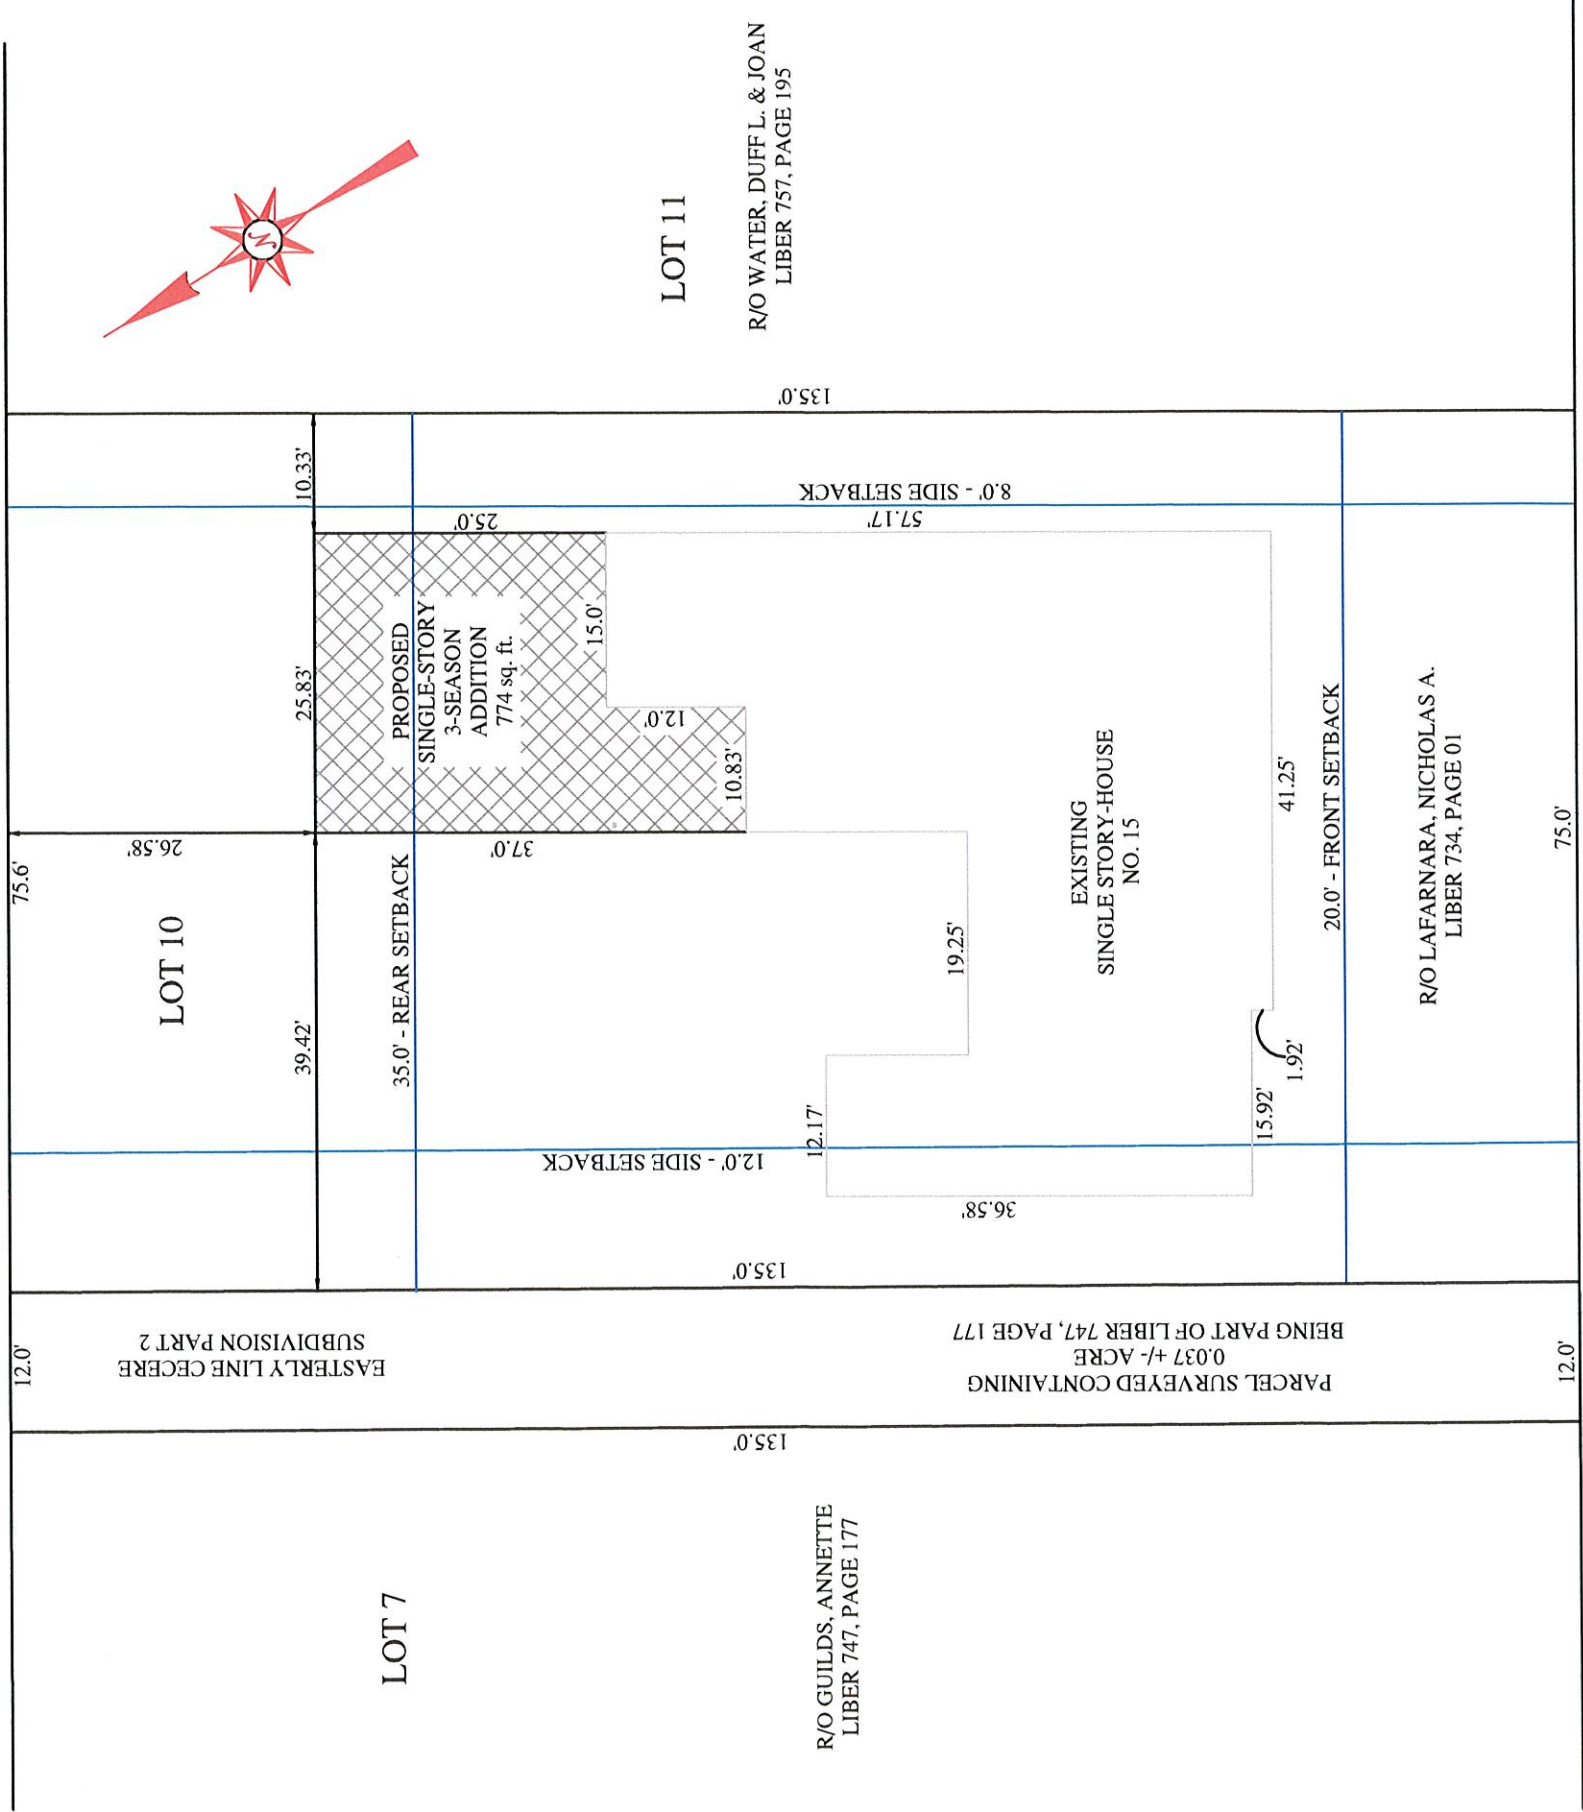 LOT 7
R/O GUILDS, ANNETTE
LIBER 747, PAGE 177
12.0'
EASTERLY LINE CECERE
SUBDIVISION PART 2
135.0'
135.0'
PARCEL SURVEYED CONTAINING
0.037 +/- ACRE
BEING PART OF LIBER 747, PAGE 177
12.0'
75.6'
LOT 10
26.58'
39.42'
25.83'
10.33'
35.0' - REAR SETBACK
12.0' - SIDE SETBACK
37.0'
25.0'
PROPOSED
SINGLE-STORY
3-SEASON
ADDITION
774 sq. ft.
15.0'
12.0'
10.83'
8.0' - SIDE SETBACK
57.17'
135.0'
12.17'
36.58'
19.25'
EXISTING
SINGLE STORY-HOUSE
NO. 15
15.92'
1.92'
41.25'
20.0' - FRONT SETBACK
R/O LAFARNARA, NICHOLAS A.
LIBER 734, PAGE 01
75.0'
N
LOT 11
R/O WATER, DUFF L. & JOAN
LIBER 757, PAGE 195